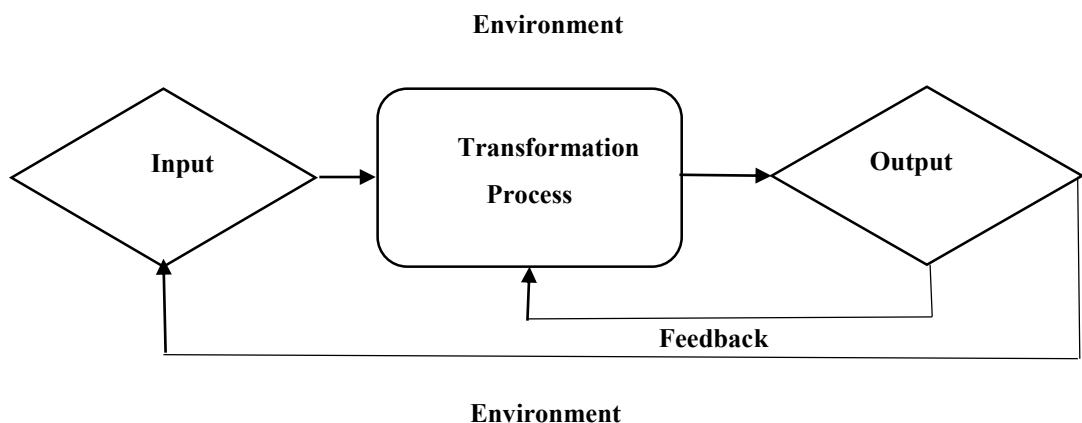 Environment
Input
Transformation
Process
Output
Feedback
Environment